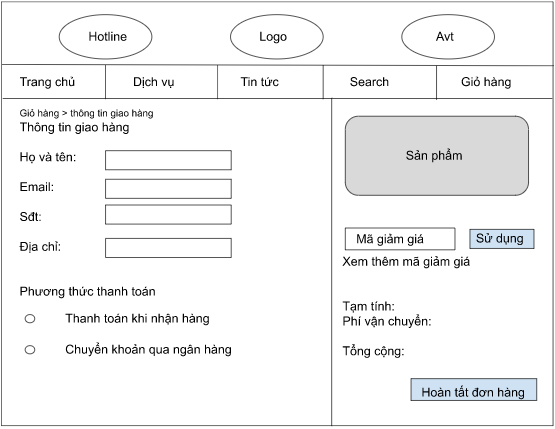 Hotline Logo Avt
Trang chủ Dịch vụ Tin tức Search Giỏ hàng
Giỏ hàng > thông tin giao hàng
Thông tin giao hàng
Họ và tên:
Email:
Sđt:
Địa chỉ:
Phương thức thanh toán
Thanh toán khi nhận hàng
Chuyển khoản qua ngân hàng
Sản phẩm
Mã giảm giá Sử dụng
Xem thêm mã giảm giá
Tạm tính:
Phí vận chuyển:
Tổng cộng:
Hoàn tất đơn hàng